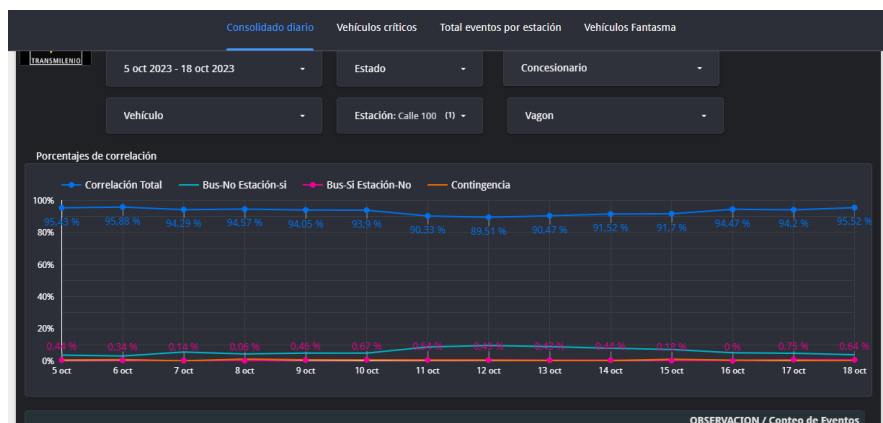 Consolidado diario Vehículos críticos Total eventos por estación Vehículos Fantasma
TRANSMILENIO
5 oct 2023 - 18 oct 2023 Estado Concesionario
Vehículo Estación: Calle 100 (1) Vagon
Porcentajes de correlación
Correlación Total Bus-No Estación-si Bus-Si Estación-No Contingencia
100%
95,43 % 95,88 % 94,29 % 94,57 % 94,05 % 93,9 % 90,33 % 89,51 % 90,47 % 91,52 % 91,7 % 94,47 % 94,2 % 95,52 %
80%
60%
40%
20%
0,34 % 0,14 % 0,06 % 0,46 % 0,67 % 0,18 % 0 % 0,75 % 0,64 %
0%
5 oct 6 oct 7 oct 8 oct 9 oct 10 oct 11 oct 12 oct 13 oct 14 oct 15 oct 16 oct 17 oct 18 oct
OBSERVACION / Conteo de Eventos